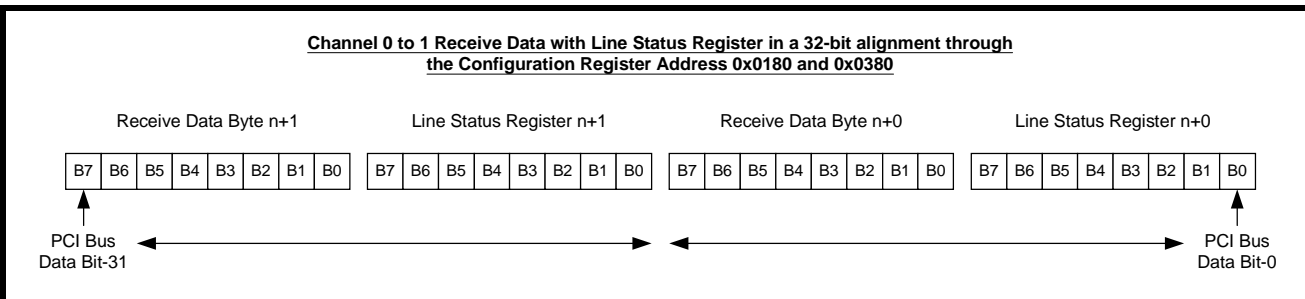 Channel 0 to 1 Receive Data with Line Status Register in a 32-bit alignment through
the Configuration Register Address 0x0180 and 0x0380
Receive Data Byte n+1 Line Status Register n+1 Receive Data Byte n+0 Line Status Register n+0
B7 B6 B5 B4 B3 B2 B1 B0 B7 B6 B5 B4 B3 B2 B1 B0 B7 B6 B5 B4 B3 B2 B1 B0 B7 B6 B5 B4 B3 B2 B1 B0
PCI Bus
Data Bit-31
PCI Bus
Data Bit-0